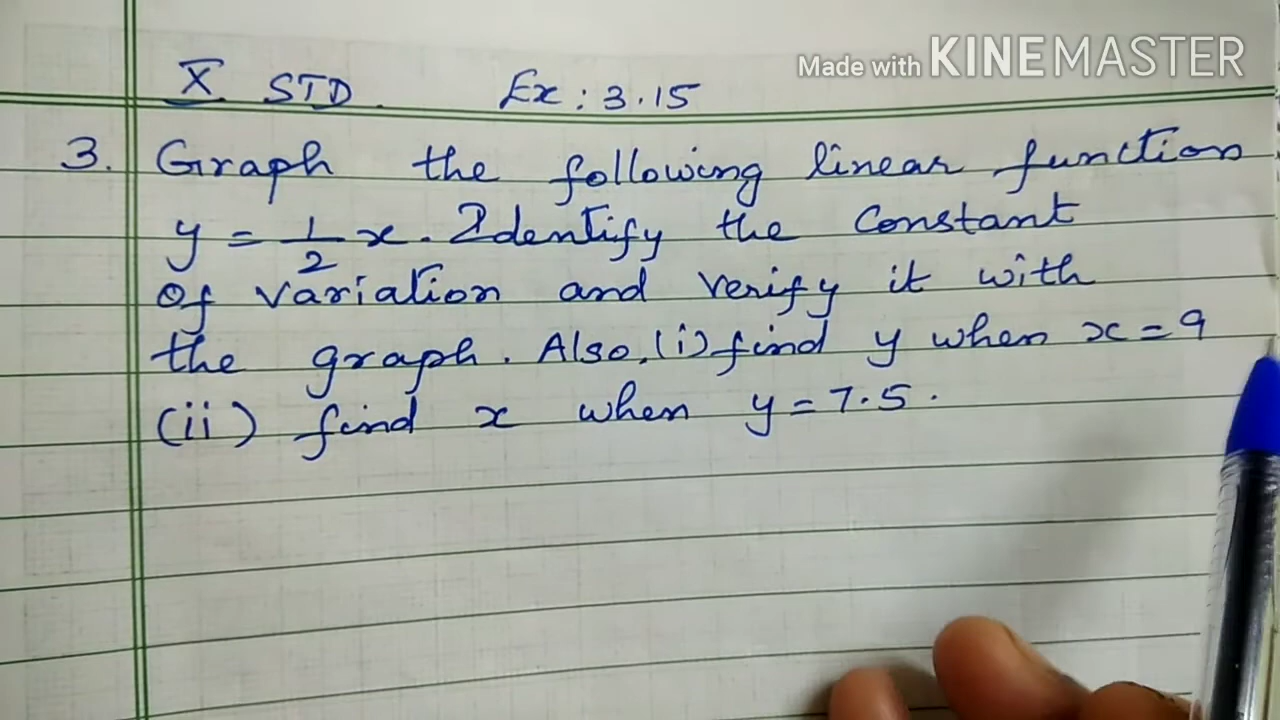 Made with KINEMASTER
X STD. Ex: 3.15
3. Graph the following linear function
y = 1/2 x. Identify the Constant
Of variation and verify it with
the graph. Also, (i) find y when x = 9
(ii) find x when y = 7.5.